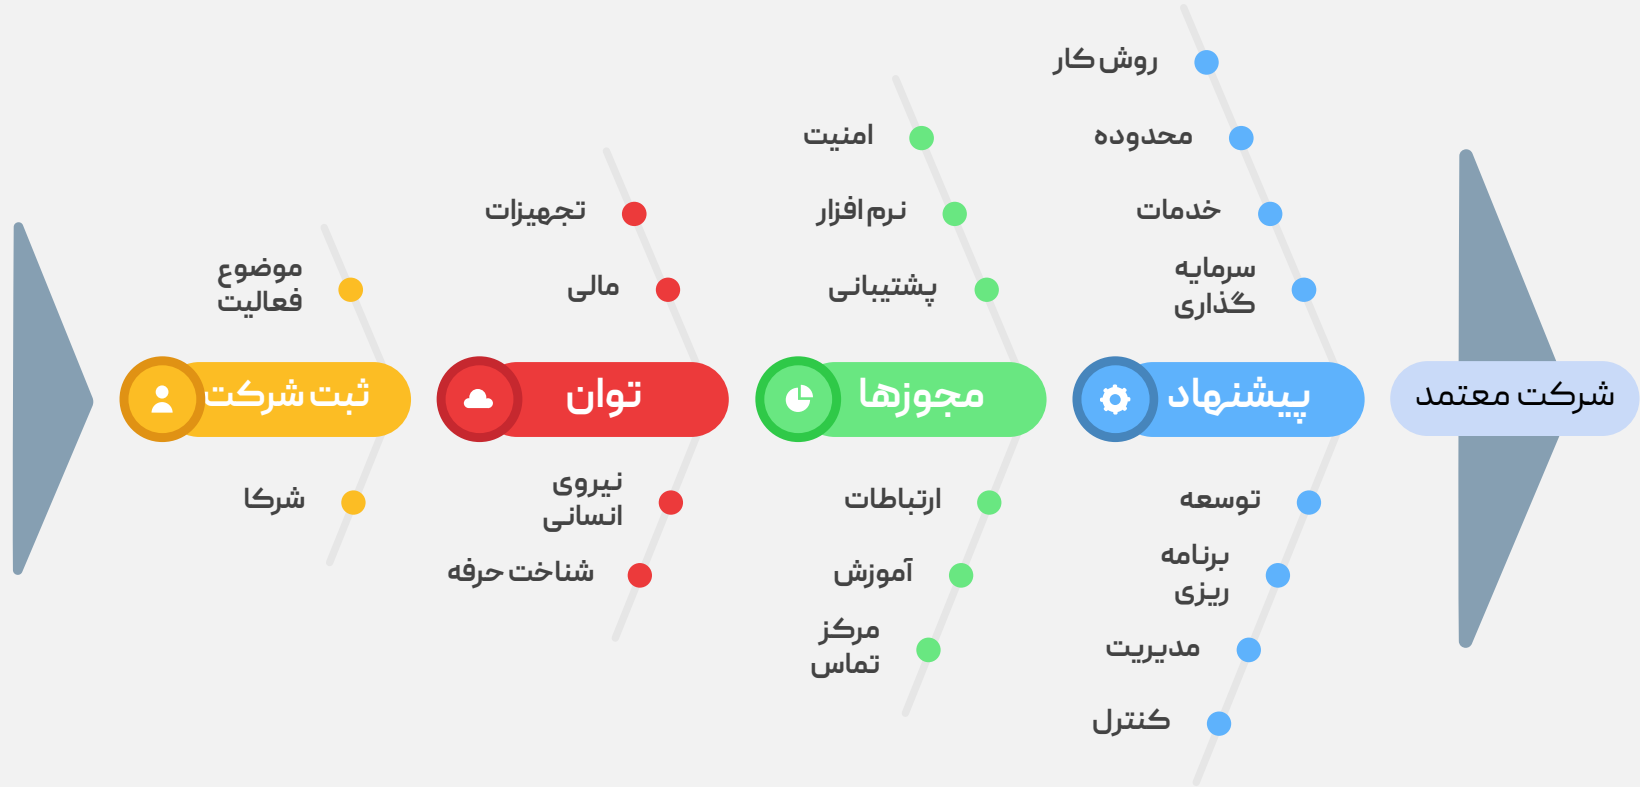 روش کار
محدوده
خدمات
سرمایه
گذاری
پیشنهاد
توسعه
برنامه
ریزی
مدیریت
کنترل
امنیت
نرم افزار
پشتیبانی
مجوزها
ارتباطات
آموزش
مرکز
تماس
تجهیزات
مالی
توان
نیروی
انسانی
شناخت حرفه
موضوع
فعالیت
ثبت شرکت
شرکا
شرکت معتمد